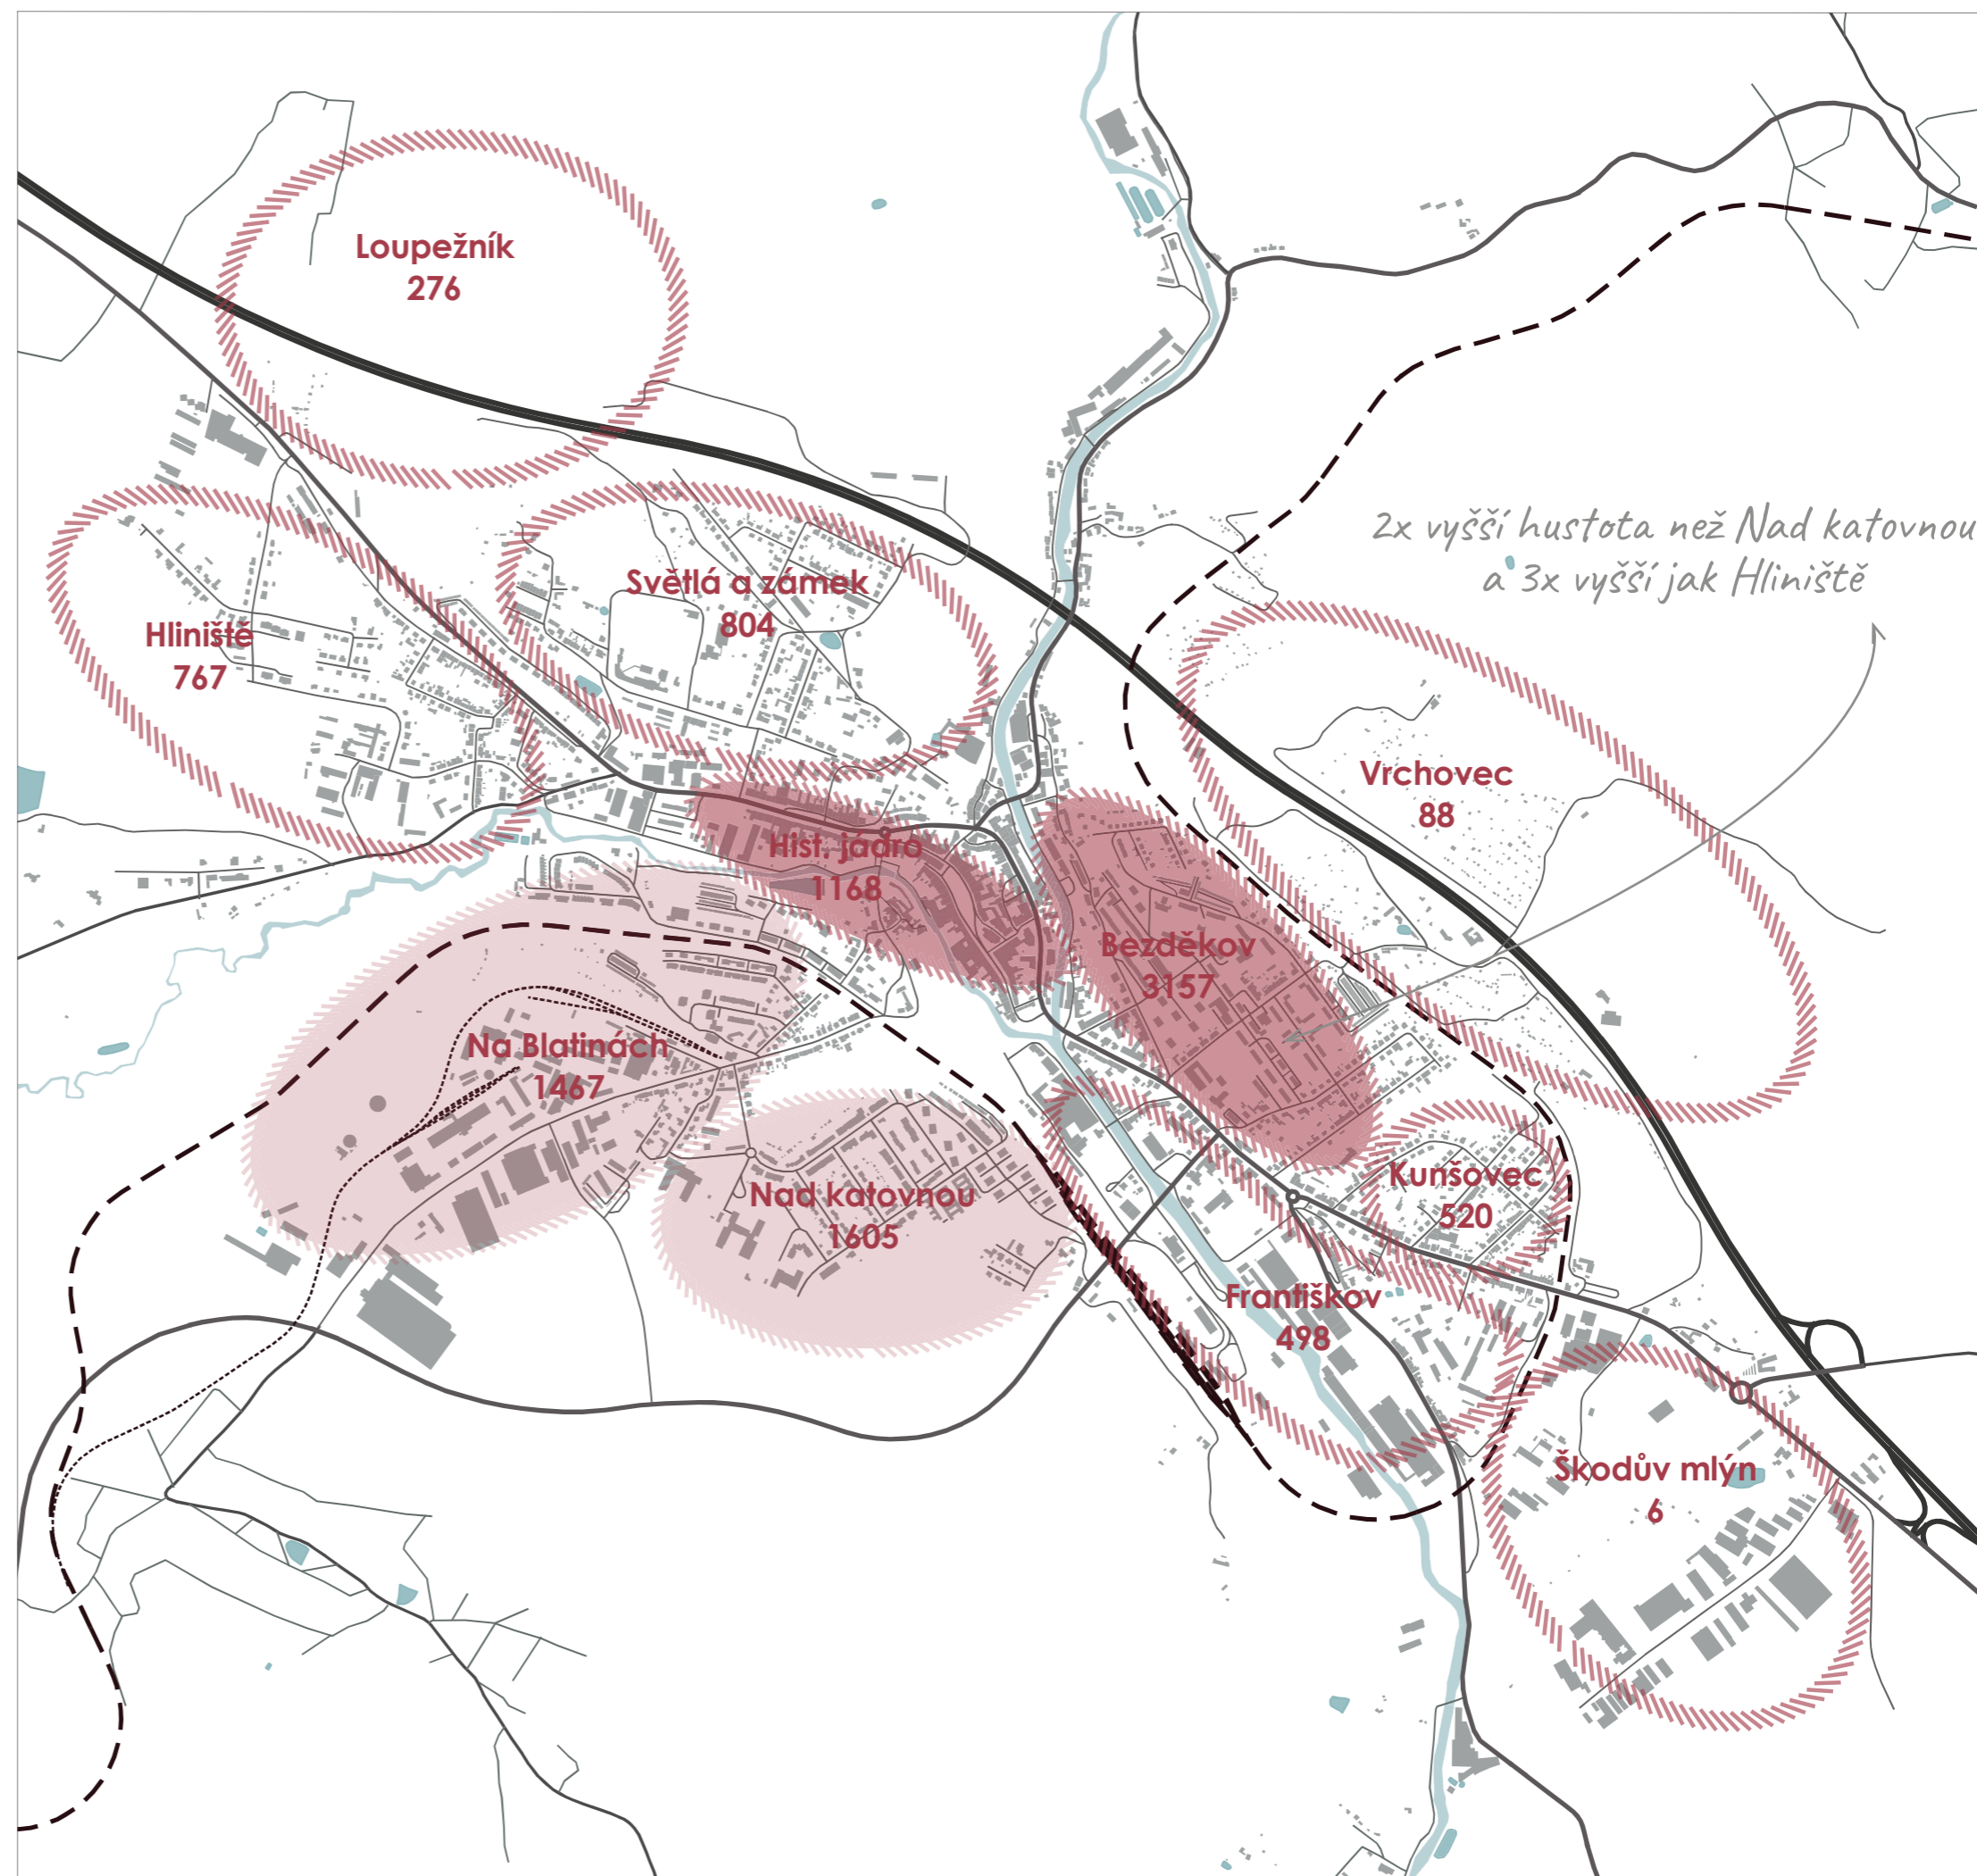 Loupežník
276
2x vyšší hustota než Nad katovnou
a 3x vyšší jak Hliniště
Světlá a zámek
804
Hliniště
767
Vrchovec
88
Hist. jádro
1168
Bezděkov
3157
Na Blatinách
1467
Nad katovnou
1605
Kunšovec
520
Františkov
498
Škodův mlýn
6